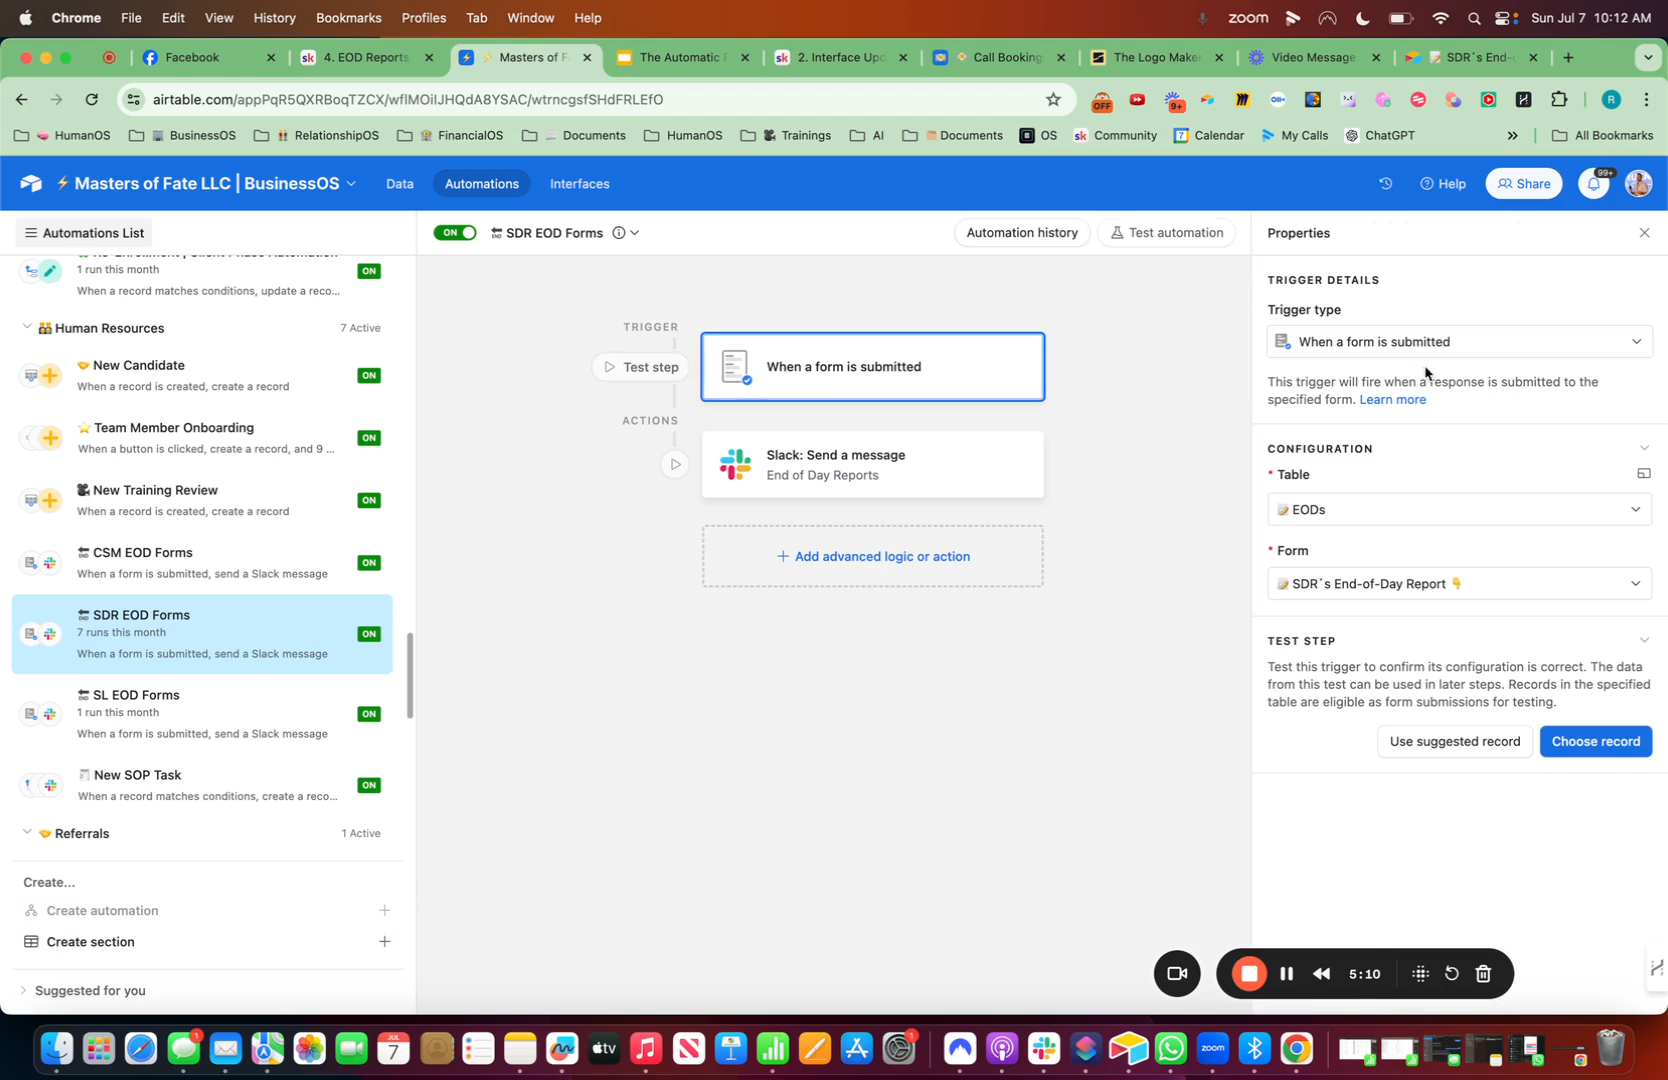 Chrome File Edit View History Bookmarks Profiles Tab Window Help zoom Sun Jul 7 10:12 AM
Facebook 4. EOD Reports Masters of F The Automatic 2. Interface Upd Call Booking The Logo Maker Video Message SDR´s End-
airtable.com/appPqR5QXRBoqTZCX/wflMOiIJHQdA8YSAC/wtrncgsfSHdFRLEfO
OFF 9+ R
HumanOS BusinessOS RelationshipOS FinancialOS Documents HumanOS Trainings AI Documents OS Community Calendar My Calls ChatGPT » All Bookmarks
Masters of Fate LLC | BusinessOS Data Automations Interfaces Help Share 99+
Automations List
ON SDR EOD Forms Automation history Test automation
Properties
1 run this month ON
When a record matches conditions, update a reco...
Human Resources 7 Active
New Candidate
When a record is created, create a record
ON
Team Member Onboarding
When a button is clicked, create a record, and 9 ...
ON
New Training Review
When a record is created, create a record
ON
CSM EOD Forms
When a form is submitted, send a Slack message
ON
SDR EOD Forms
7 runs this month
When a form is submitted, send a Slack message
ON
SL EOD Forms
1 run this month
When a form is submitted, send a Slack message
ON
New SOP Task
When a record matches conditions, create a reco...
ON
Referrals 1 Active
Create...
Create automation
Create section
Suggested for you
TRIGGER
Test step
When a form is submitted
ACTIONS
Slack: Send a message
End of Day Reports
Add advanced logic or action
TRIGGER DETAILS
Trigger type
When a form is submitted
This trigger will fire when a response is submitted to the
specified form. Learn more
CONFIGURATION
* Table
EODs
* Form
SDR´s End-of-Day Report
TEST STEP
Test this trigger to confirm its configuration is correct. The data
from this test can be used in later steps. Records in the specified
table are eligible as form submissions for testing.
Use suggested record Choose record
5:10
JUL
7
tv
zoom
1
1